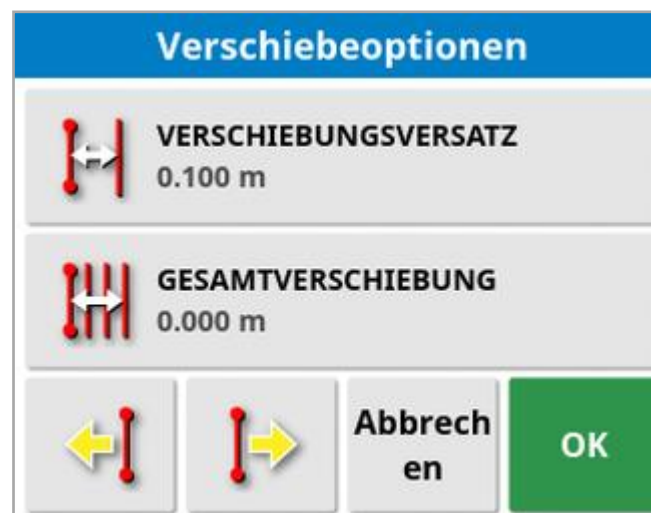 Verschiebeoptionen
VERSCHIEBUNGSVERSATZ
0.100 m
GESAMTVERSCHIEBUNG
0.000 m
Abbrech
en
OK